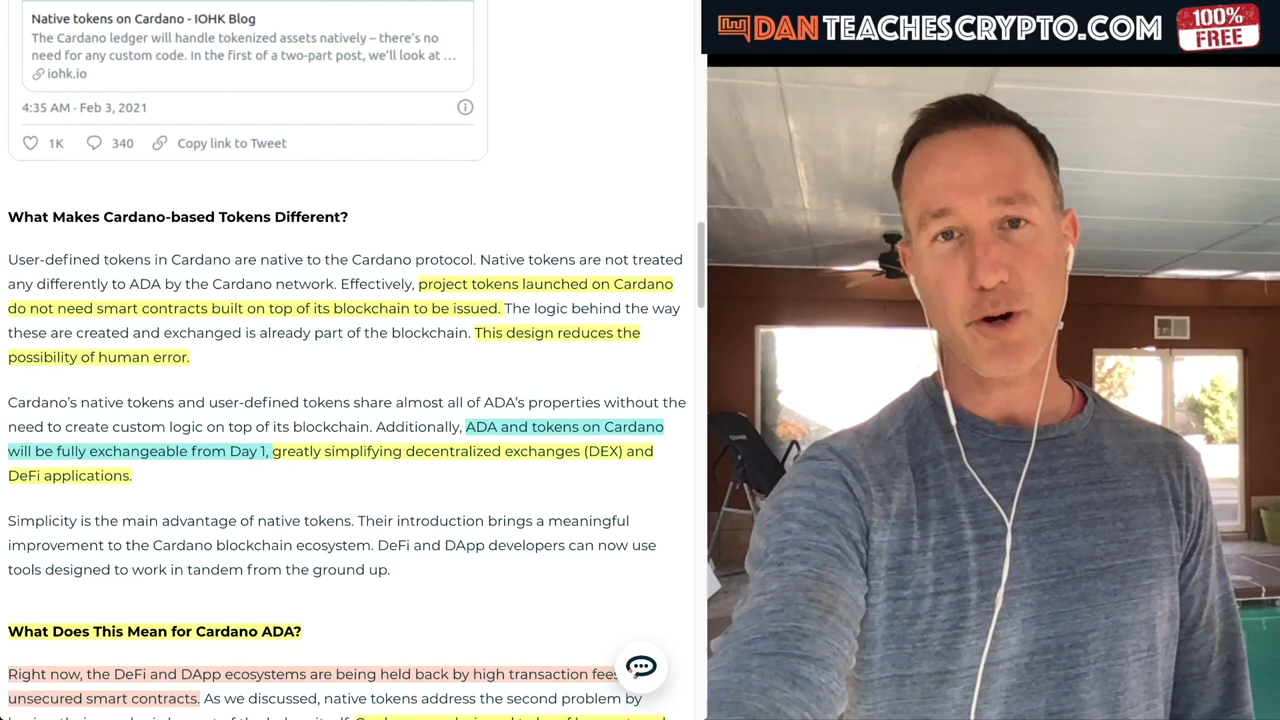 Native tokens on Cardano - IOHK Blog
The Cardano ledger will handle tokenized assets natively – there's no
need for any custom code. In the first of a two-part post, we'll look at ...
iohk.io
4:35 AM · Feb 3, 2021
1K 340 Copy link to Tweet
What Makes Cardano-based Tokens Different?
User-defined tokens in Cardano are native to the Cardano protocol. Native tokens are not treated
any differently to ADA by the Cardano network. Effectively, project tokens launched on Cardano
do not need smart contracts built on top of its blockchain to be issued. The logic behind the way
these are created and exchanged is already part of the blockchain. This design reduces the
possibility of human error.
Cardano's native tokens and user-defined tokens share almost all of ADA's properties without the
need to create custom logic on top of its blockchain. Additionally, ADA and tokens on Cardano
will be fully exchangeable from Day 1, greatly simplifying decentralized exchanges (DEX) and
DeFi applications.
Simplicity is the main advantage of native tokens. Their introduction brings a meaningful
improvement to the Cardano blockchain ecosystem. DeFi and DApp developers can now use
tools designed to work in tandem from the ground up.
What Does This Mean for Cardano ADA?
Right now, the DeFi and DApp ecosystems are being held back by high transaction fees
unsecured smart contracts. As we discussed, native tokens address the second problem by
DANTEACHESCRYPTO.COM
100%
FREE